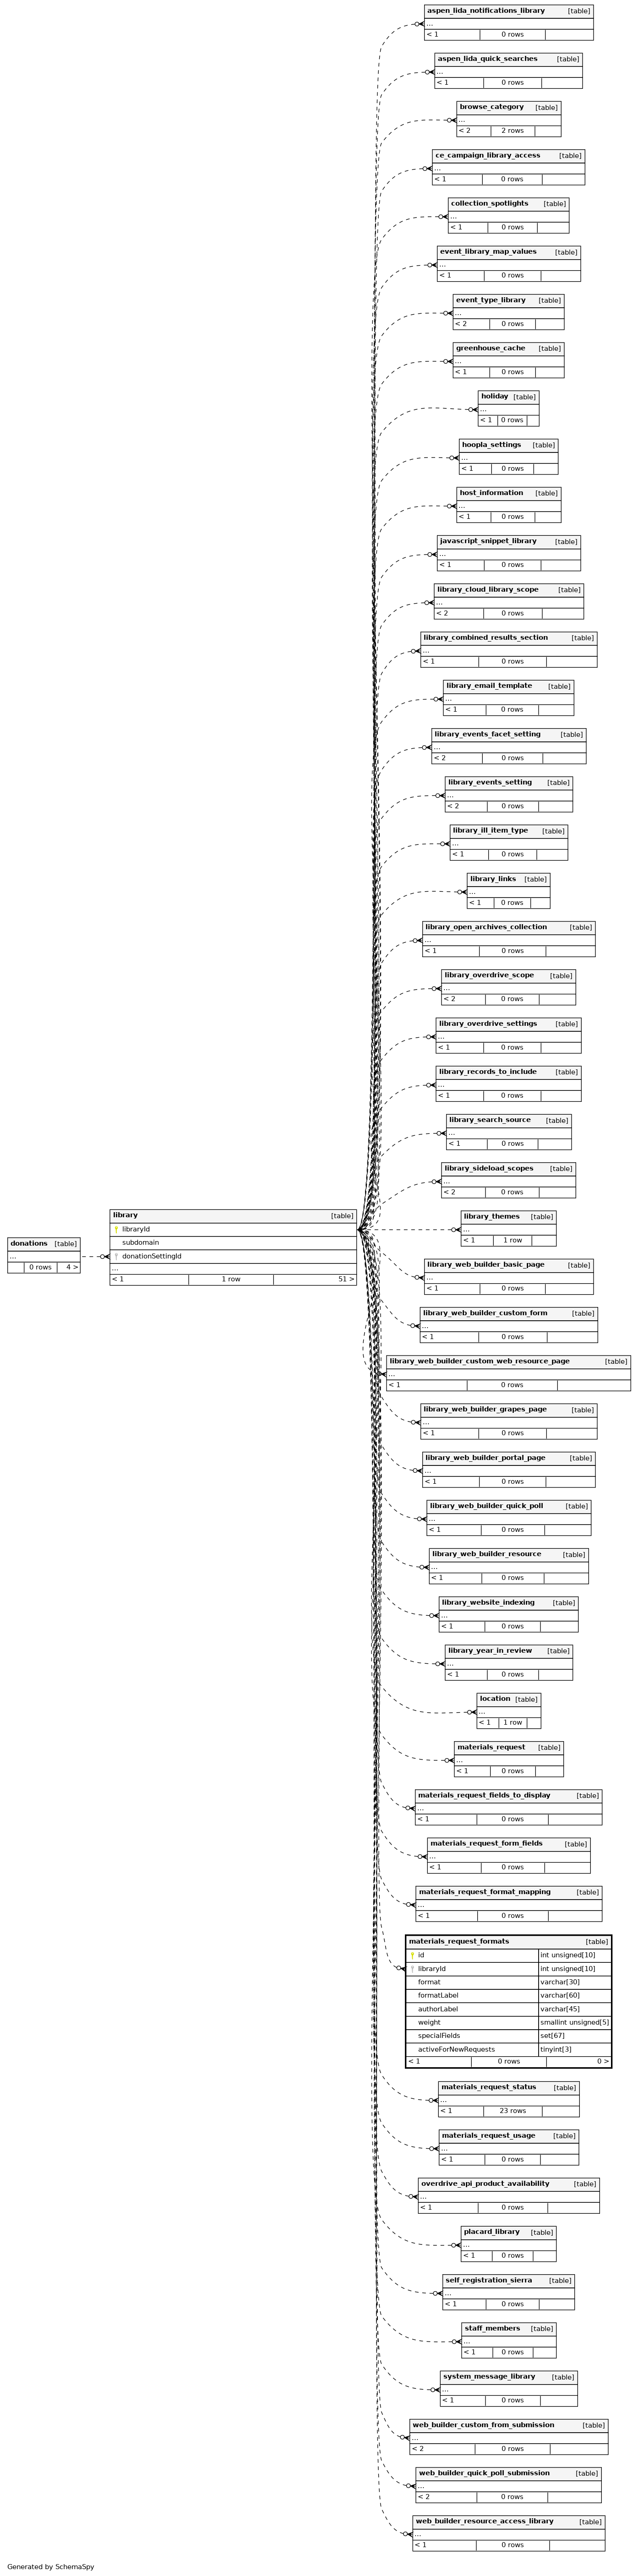 aspen_lida_notifications_library [table]
...
< 1 0 rows
aspen_lida_quick_searches [table]
...
< 1 0 rows
browse_category [table]
...
< 2 2 rows
ce_campaign_library_access [table]
...
< 1 0 rows
collection_spotlights [table]
...
< 1 0 rows
event_library_map_values [table]
...
< 1 0 rows
event_type_library [table]
...
< 2 0 rows
greenhouse_cache [table]
...
< 1 0 rows
holiday [table]
...
< 1 0 rows
hoopla_settings [table]
...
< 1 0 rows
host_information [table]
...
< 1 0 rows
javascript_snippet_library [table]
...
< 1 0 rows
library_cloud_library_scope [table]
...
< 2 0 rows
library_combined_results_section [table]
...
< 1 0 rows
library_email_template [table]
...
< 1 0 rows
library_events_facet_setting [table]
...
< 2 0 rows
library_events_setting [table]
...
< 2 0 rows
library_ill_item_type [table]
...
< 1 0 rows
library_links [table]
...
< 1 0 rows
library_open_archives_collection [table]
...
< 1 0 rows
library_overdrive_scope [table]
...
< 2 0 rows
library_overdrive_settings [table]
...
< 1 0 rows
library_records_to_include [table]
...
< 1 0 rows
library_search_source [table]
...
< 1 0 rows
library_sideload_scopes [table]
...
< 2 0 rows
library_themes [table]
...
< 1 1 row
donations [table]
...
0 rows 4 >
library [table]
libraryId
subdomain
donationSettingId
...
< 1 1 row 51 >
library_web_builder_basic_page [table]
...
< 1 0 rows
library_web_builder_custom_form [table]
...
< 1 0 rows
library_web_builder_custom_web_resource_page [table]
...
< 1 0 rows
library_web_builder_grapes_page [table]
...
< 1 0 rows
library_web_builder_portal_page [table]
...
< 1 0 rows
library_web_builder_quick_poll [table]
...
< 1 0 rows
library_web_builder_resource [table]
...
< 1 0 rows
library_website_indexing [table]
...
< 1 0 rows
library_year_in_review [table]
...
< 1 0 rows
location [table]
...
< 1 1 row
materials_request [table]
...
< 1 0 rows
materials_request_fields_to_display [table]
...
< 1 0 rows
materials_request_form_fields [table]
...
< 1 0 rows
materials_request_format_mapping [table]
...
< 1 0 rows
materials_request_formats [table]
id int unsigned[10]
libraryId int unsigned[10]
format varchar[30]
formatLabel varchar[60]
authorLabel varchar[45]
weight smallint unsigned[5]
specialFields set[67]
activeForNewRequests tinyint[3]
< 1 0 rows 0 >
materials_request_status [table]
...
< 1 23 rows
materials_request_usage [table]
...
< 1 0 rows
overdrive_api_product_availability [table]
...
< 1 0 rows
placard_library [table]
...
< 1 0 rows
self_registration_sierra [table]
...
< 1 0 rows
staff_members [table]
...
< 1 0 rows
system_message_library [table]
...
< 1 0 rows
web_builder_custom_from_submission [table]
...
< 2 0 rows
web_builder_quick_poll_submission [table]
...
< 2 0 rows
web_builder_resource_access_library [table]
...
< 1 0 rows
Generated by SchemaSpy